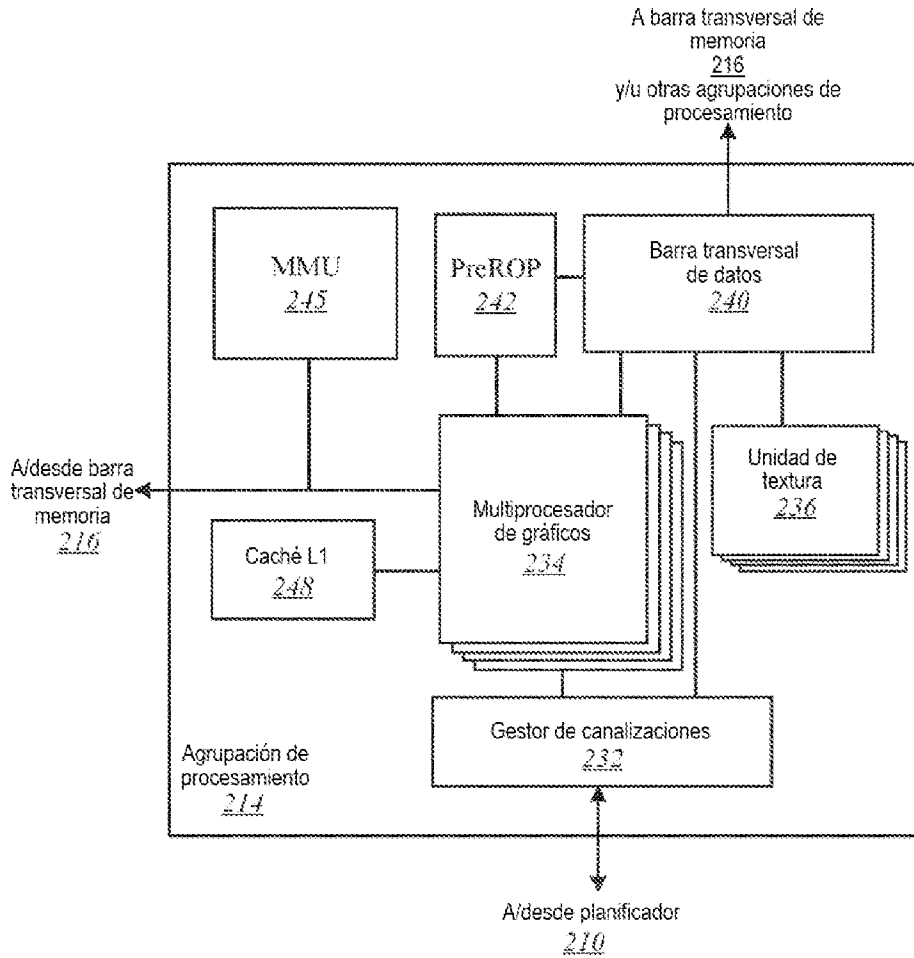 A barra transversal de
memoria
216
y/u otras agrupaciones de
procesamiento
MMU
245
PreROP
242
Barra transversal
de datos
240
A/desde barra
transversal de
memoria
216
Multiprocesador
de gráficos
234
Unidad de
textura
236
Caché L1
248
Gestor de canalizaciones
232
Agrupación de
procesamiento
214
A/desde planificador
210